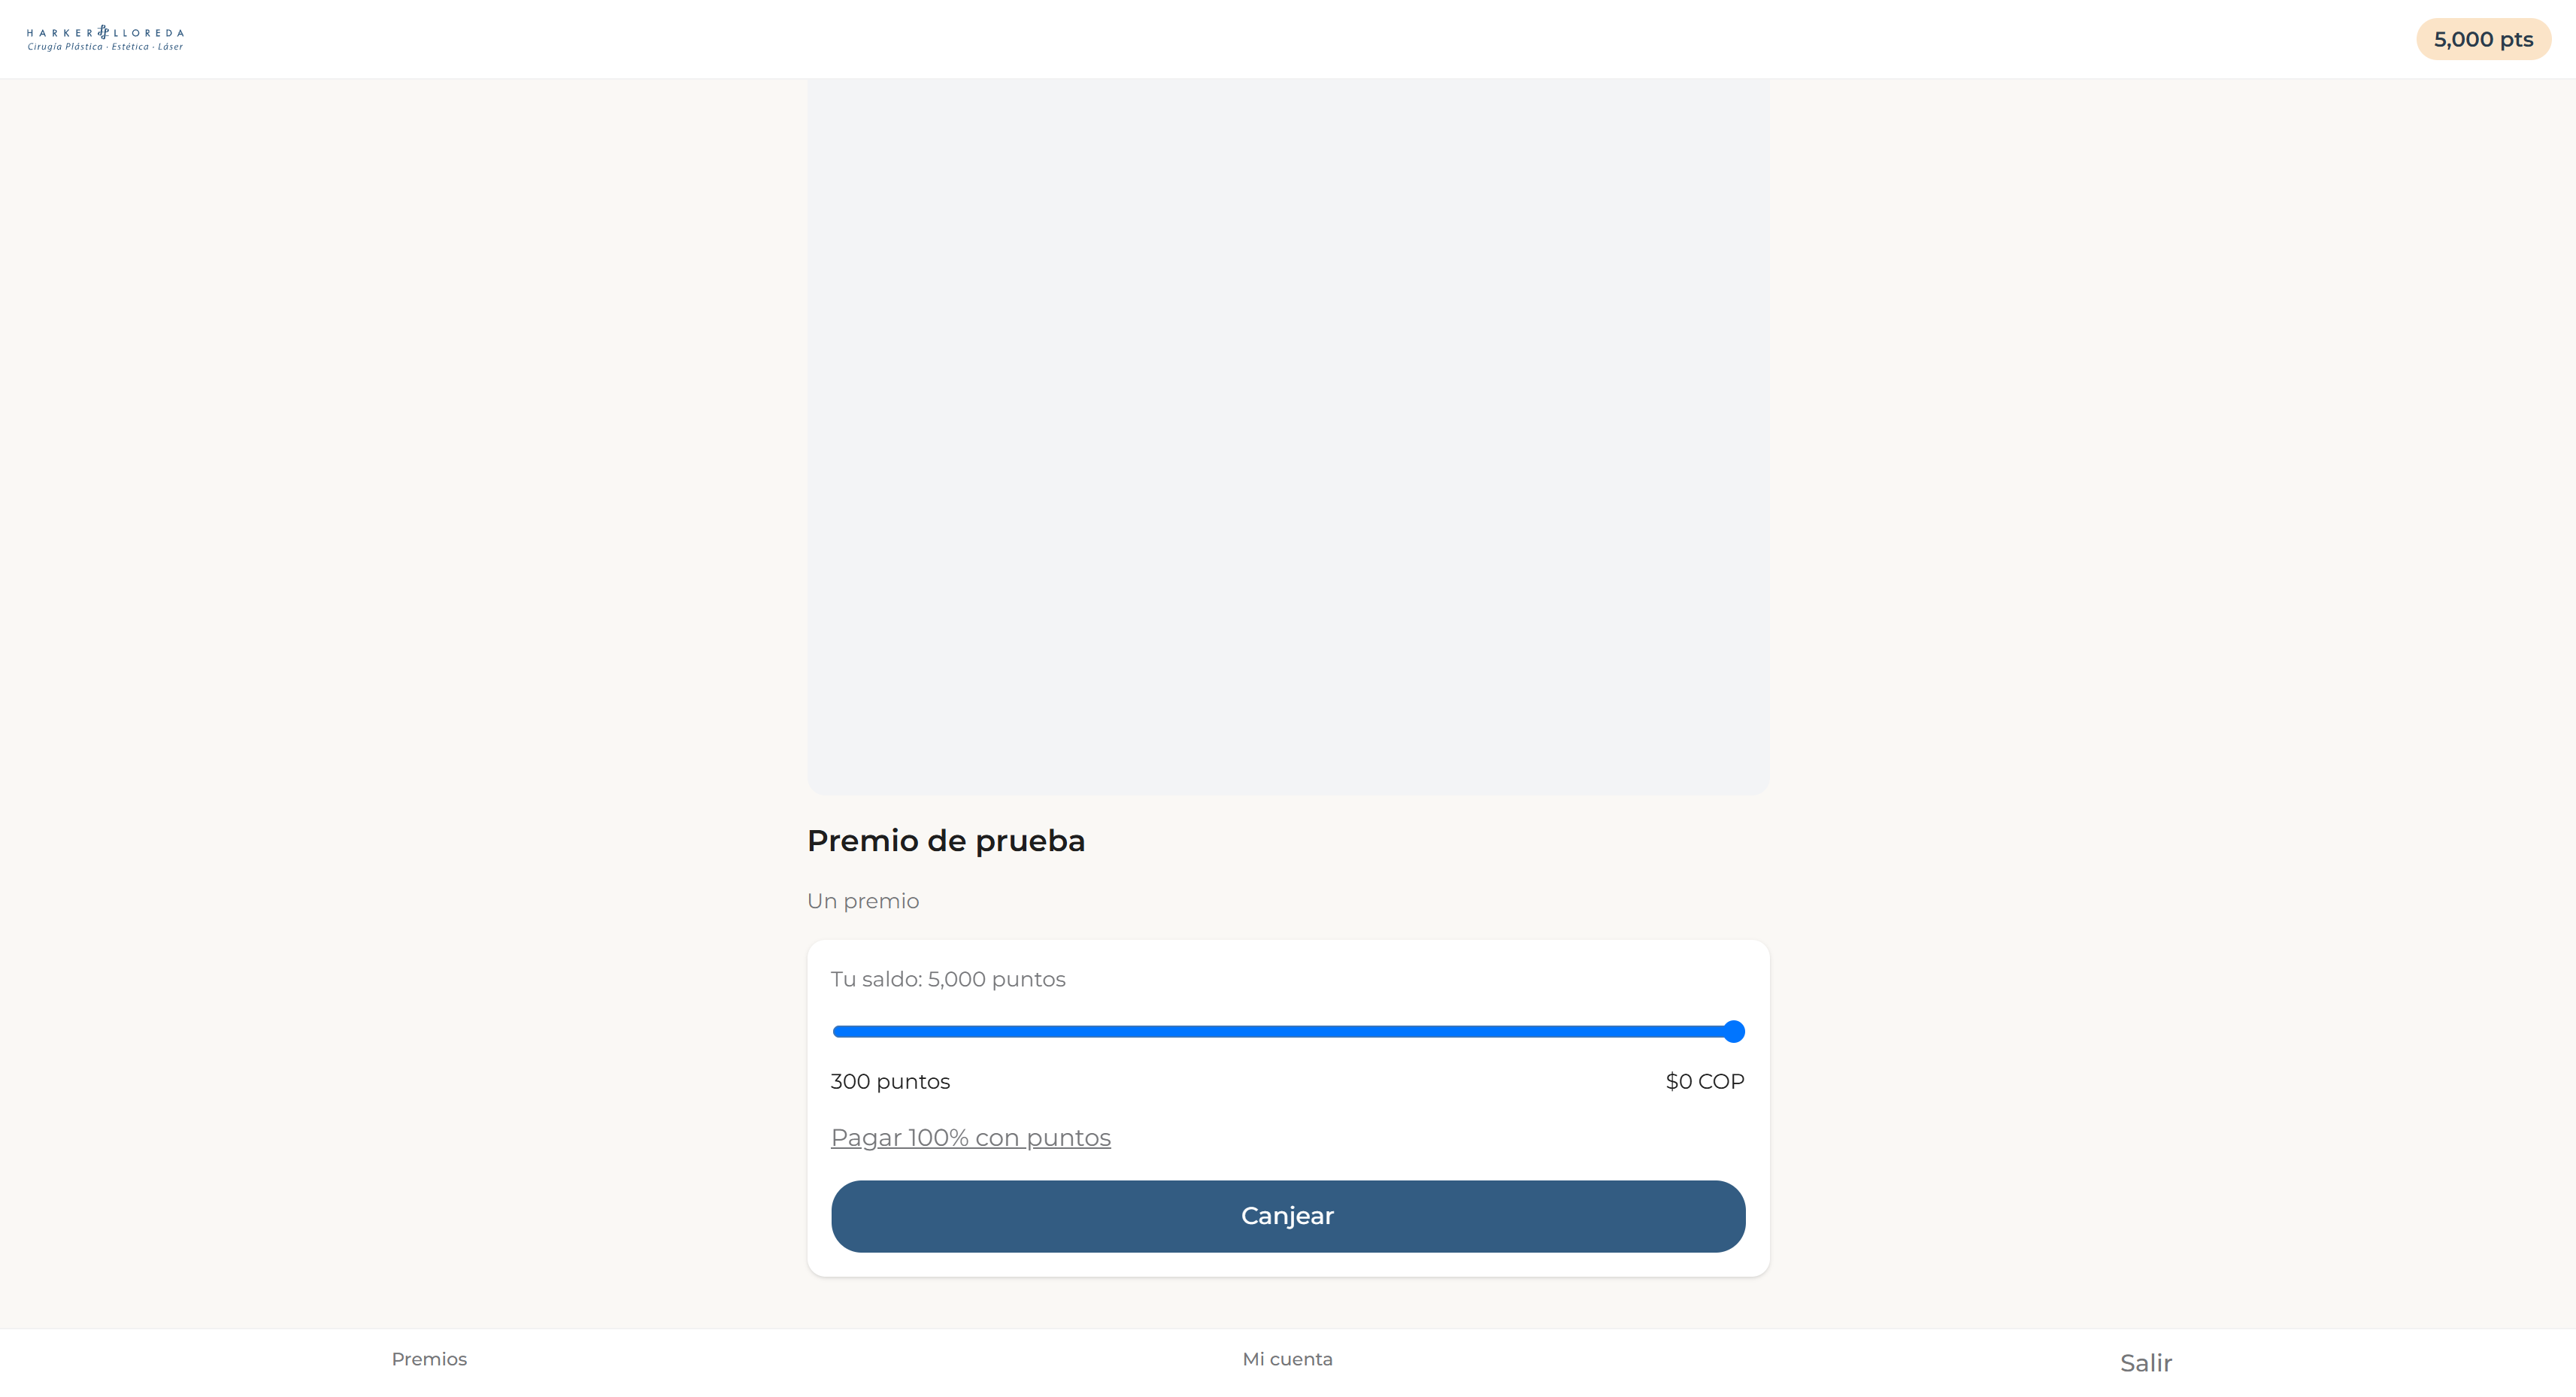 HARKER LLOREDA
Cirugía Plástica · Estética · Láser
5,000 pts
Premio de prueba
Un premio
Tu saldo: 5,000 puntos
300 puntos
$0 COP
Pagar 100% con puntos
Canjear
Premios
Mi cuenta
Salir